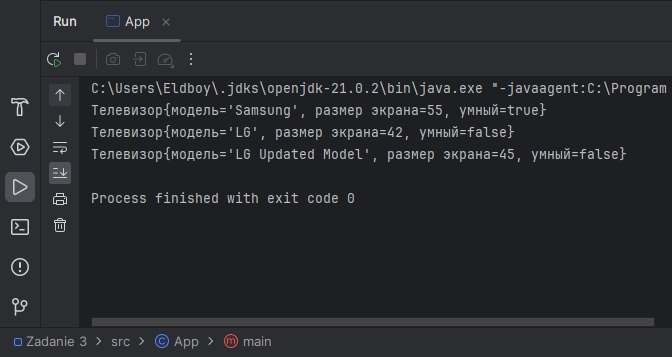 Run App
C:\Users\Eldboy\.jdks\openjdk-21.0.2\bin\java.exe "-javaagent:C:\Program
Телевизор{модель='Samsung', размер экрана=55, умный=true}
Телевизор{модель='LG', размер экрана=42, умный=false}
Телевизор{модель='LG Updated Model', размер экрана=45, умный=false}
Process finished with exit code 0
Zadanie 3 > src > App > main